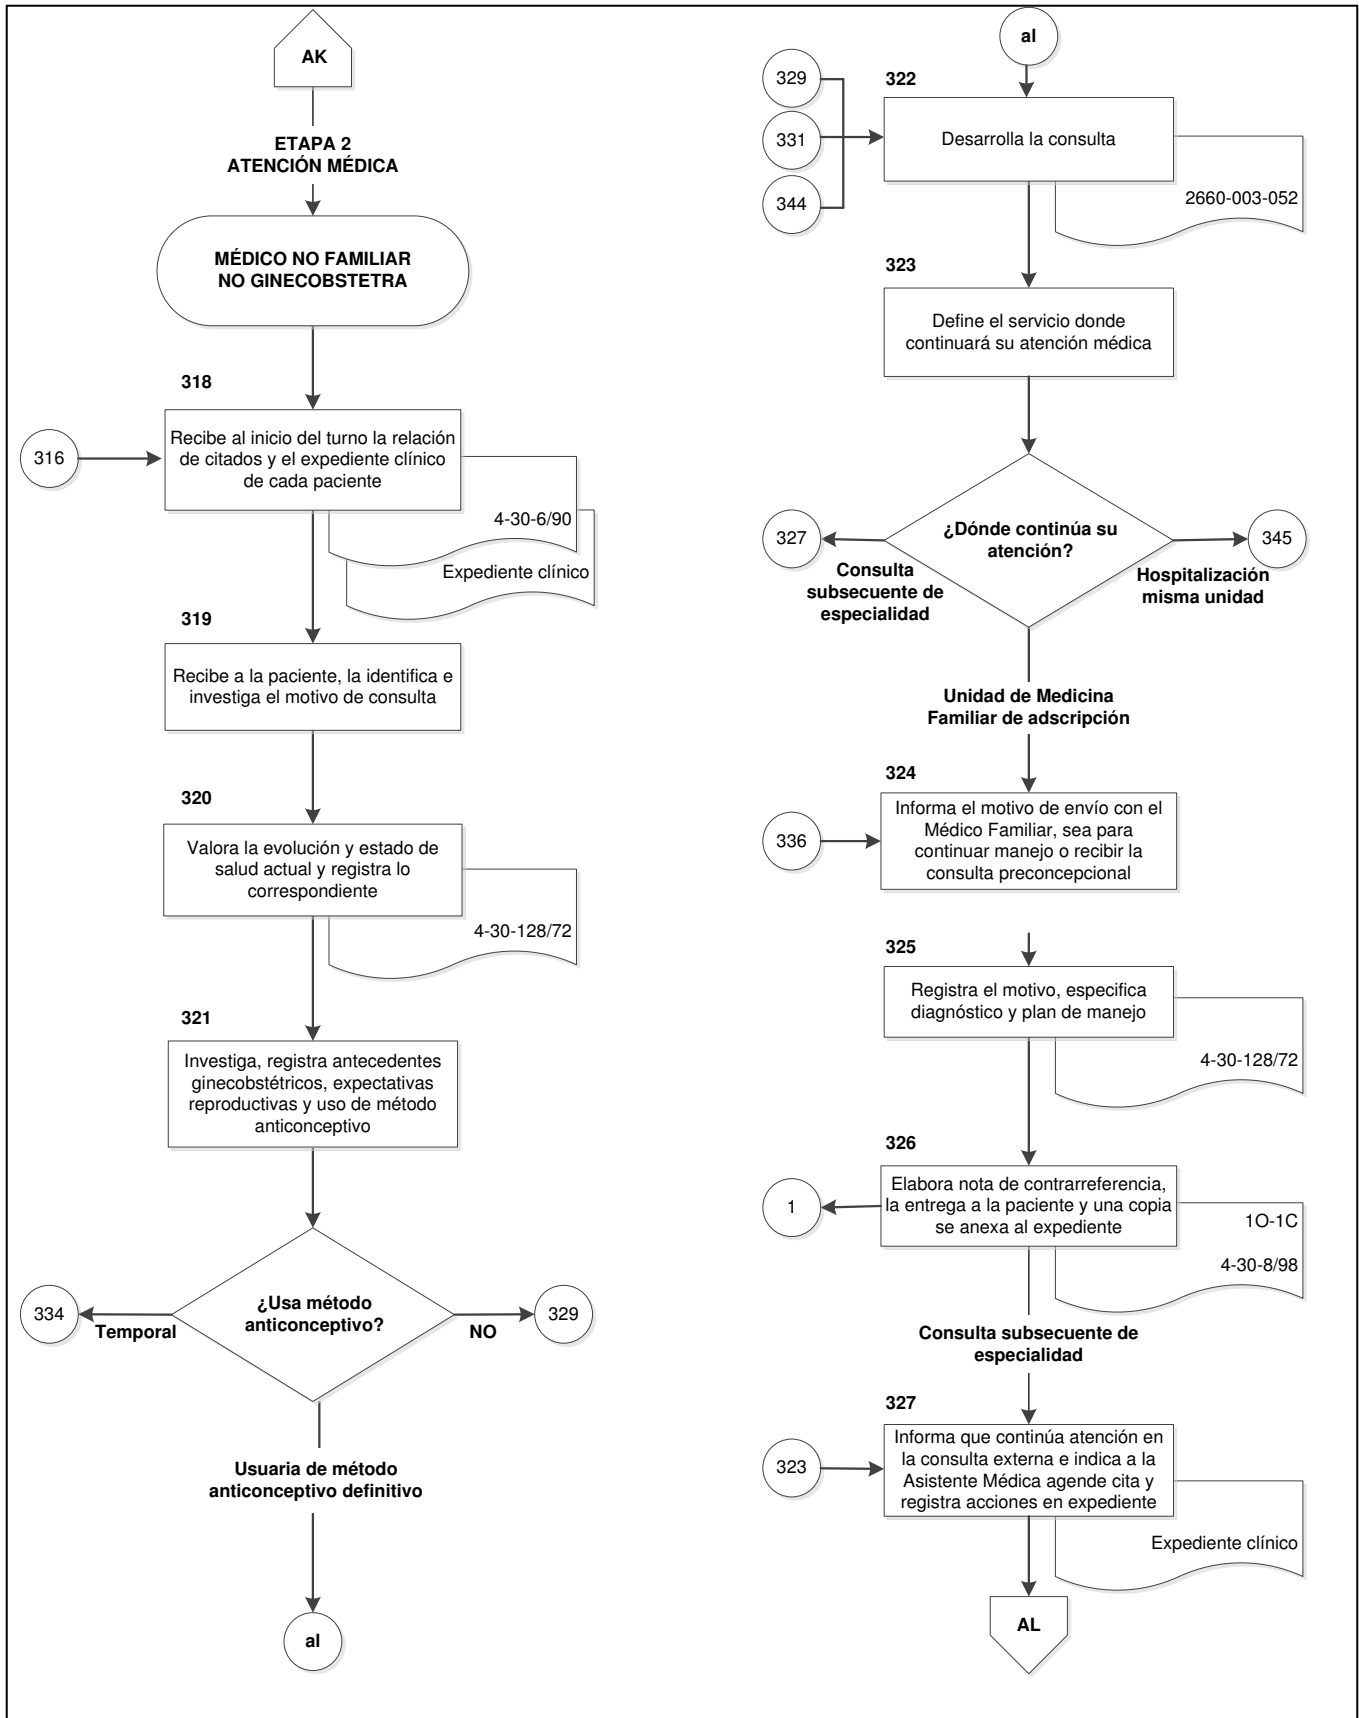 AK
ETAPA 2
ATENCIÓN MÉDICA
MÉDICO NO FAMILIAR
NO GINECOBSTETRA
318
316
Recibe al inicio del turno la relación
de citados y el expediente clínico
de cada paciente
4-30-6/90
Expediente clínico
319
Recibe a la paciente, la identifica e
investiga el motivo de consulta
320
Valora la evolución y estado de
salud actual y registra lo
correspondiente
4-30-128/72
321
Investiga, registra antecedentes
ginecobstétricos, expectativas
reproductivas y uso de método
anticonceptivo
¿Usa método
anticonceptivo?
334
Temporal
NO
329
Usuaria de método
anticonceptivo definitivo
al
al
329
331
344
322
Desarrolla la consulta
2660-003-052
323
Define el servicio donde
continuará su atención médica
¿Dónde continúa su
atención?
327
Consulta
subsecuente de
especialidad
345
Hospitalización
misma unidad
Unidad de Medicina
Familiar de adscripción
324
336
Informa el motivo de envío con el
Médico Familiar, sea para
continuar manejo o recibir la
consulta preconcepcional
325
Registra el motivo, especifica
diagnóstico y plan de manejo
4-30-128/72
326
1
Elabora nota de contrarreferencia,
la entrega a la paciente y una copia
se anexa al expediente
1O-1C
4-30-8/98
Consulta subsecuente de
especialidad
327
323
Informa que continúa atención en
la consulta externa e indica a la
Asistente Médica agende cita y
registra acciones en expediente
Expediente clínico
AL